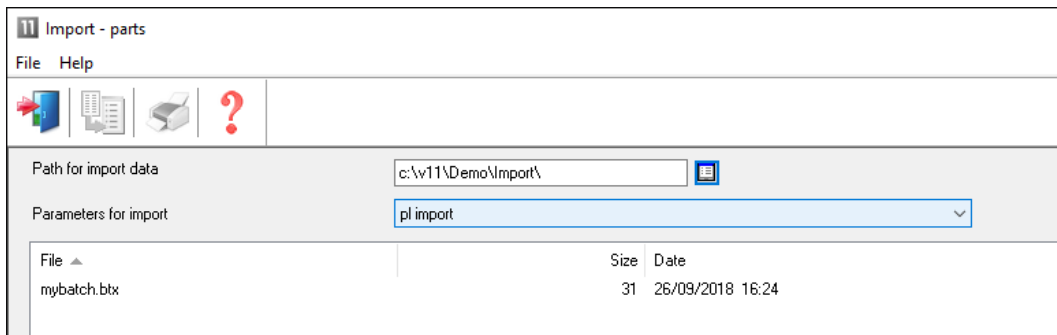 11 Import - parts
File Help
?
Path for import data c:\v11\Demo\Import\
Parameters for import pl import
File Size Date
mybatch.btx 31 26/09/2018 16:24